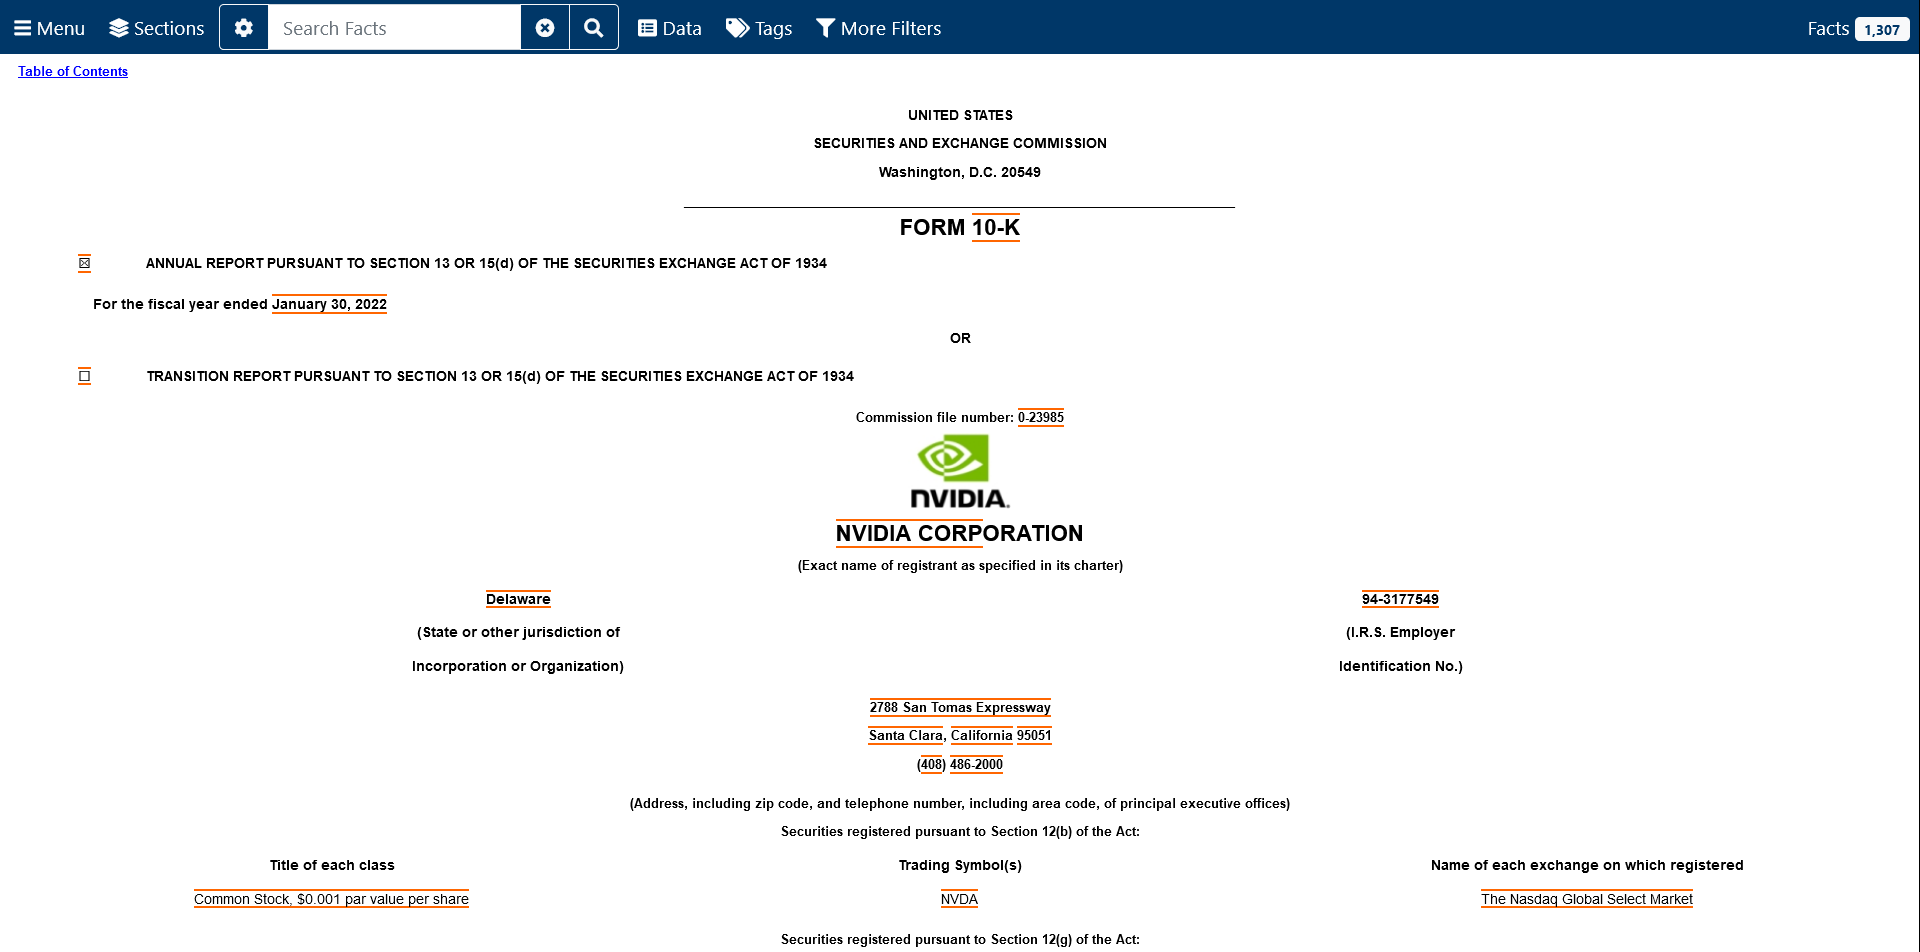 Menu Sections Search Facts Data Tags More Filters Facts 1,307
Table of Contents
UNITED STATES
SECURITIES AND EXCHANGE COMMISSION
Washington, D.C. 20549
FORM 10-K
☒ ANNUAL REPORT PURSUANT TO SECTION 13 OR 15(d) OF THE SECURITIES EXCHANGE ACT OF 1934
For the fiscal year ended January 30, 2022
OR
☐ TRANSITION REPORT PURSUANT TO SECTION 13 OR 15(d) OF THE SECURITIES EXCHANGE ACT OF 1934
Commission file number: 0-23985
NVIDIA.
NVIDIA CORPORATION
(Exact name of registrant as specified in its charter)
Delaware 94-3177549
(State or other jurisdiction of (I.R.S. Employer
Incorporation or Organization) Identification No.)
2788 San Tomas Expressway
Santa Clara, California 95051
(408) 486-2000
(Address, including zip code, and telephone number, including area code, of principal executive offices)
Securities registered pursuant to Section 12(b) of the Act:
Title of each class Trading Symbol(s) Name of each exchange on which registered
Common Stock, $0.001 par value per share NVDA The Nasdaq Global Select Market
Securities registered pursuant to Section 12(g) of the Act: